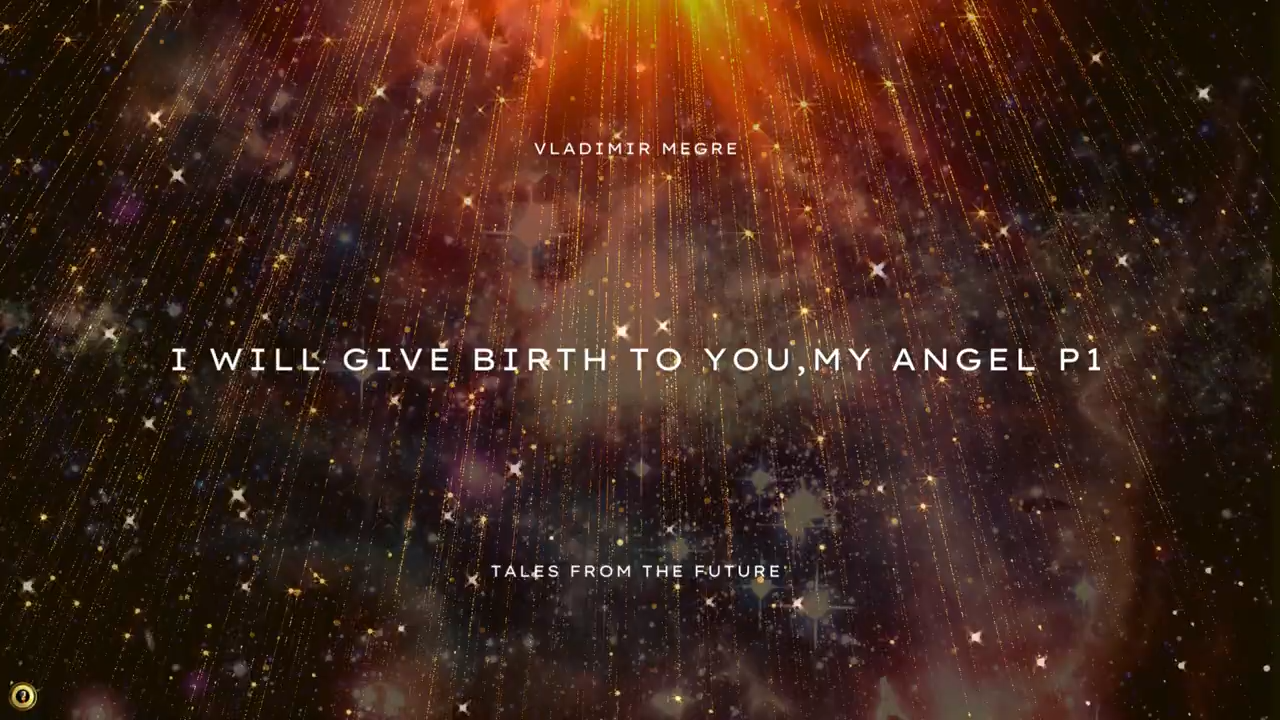 VLADIMIR MEGRE
I WILL GIVE BIRTH TO YOU,MY ANGEL P1
TALES FROM THE FUTURE